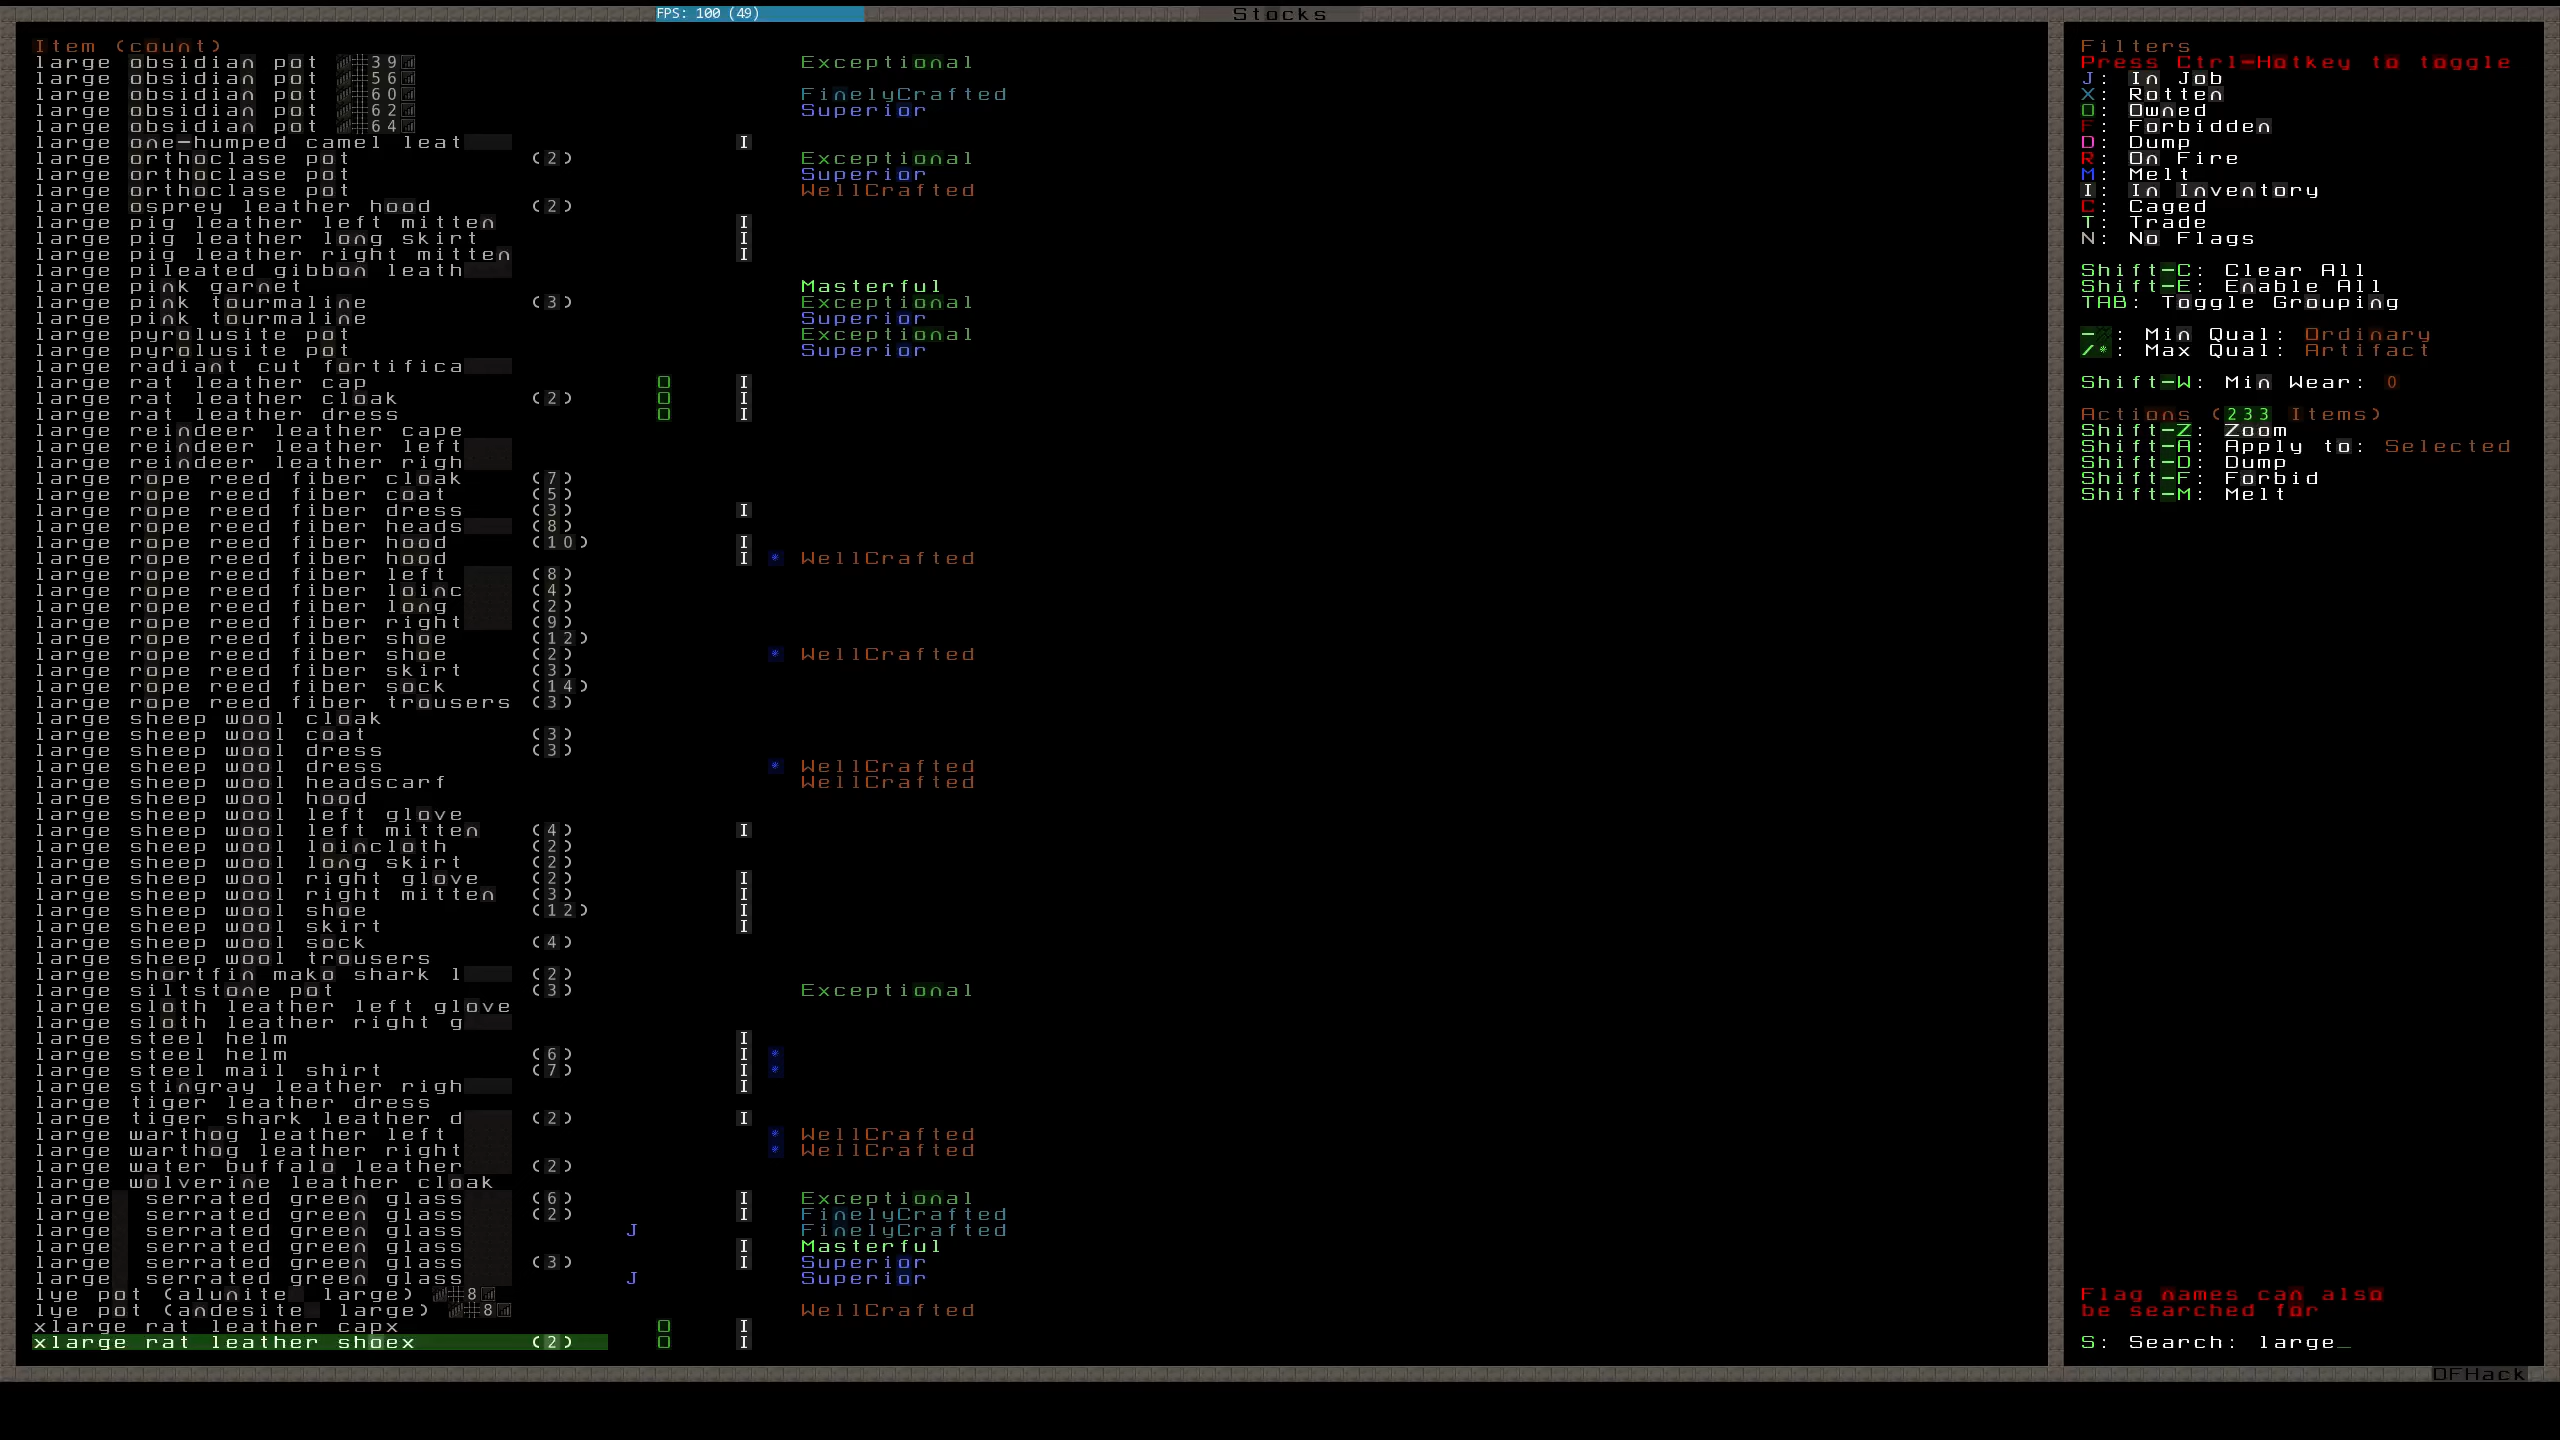 FPS: 100 (49)
Stocks
Item (count)
large obsidian pot #39
Exceptional
large obsidian pot #56
large obsidian pot #60
FinelyCrafted
large obsidian pot #62
Superior
large obsidian pot #64
large one-humped camel leat
I
large orthoclase pot (2)
Exceptional
large orthoclase pot
Superior
large orthoclase pot
WellCrafted
large osprey leather hood (2)
large pig leather left mitten
I
large pig leather long skirt
I
large pig leather right mitten
I
large pileated gibbon leath
large pink garnet
Masterful
large pink tourmaline (3)
Exceptional
large pink tourmaline
Superior
large pyrolusite pot
Exceptional
large pyrolusite pot
Superior
large radiant cut fortifica
large rat leather cap
O I
large rat leather cloak (2)
O I
large rat leather dress
O I
large reindeer leather cape
large reindeer leather left
large reindeer leather righ
large rope reed fiber cloak (7)
large rope reed fiber coat (5)
large rope reed fiber dress (3)
I
large rope reed fiber heads (8)
large rope reed fiber hood (10)
I
large rope reed fiber hood
I * WellCrafted
large rope reed fiber left (8)
large rope reed fiber loinc (4)
large rope reed fiber long (2)
large rope reed fiber right (9)
large rope reed fiber shoe (12)
large rope reed fiber shoe (2)
* WellCrafted
large rope reed fiber skirt (3)
large rope reed fiber sock (14)
large rope reed fiber trousers (3)
large sheep wool cloak
large sheep wool coat (3)
large sheep wool dress (3)
large sheep wool dress
* WellCrafted
large sheep wool headscarf
WellCrafted
large sheep wool hood
large sheep wool left glove
large sheep wool left mitten (4)
I
large sheep wool loincloth (2)
large sheep wool long skirt (2)
large sheep wool right glove (2)
I
large sheep wool right mitten (3)
I
large sheep wool shoe (12)
I
large sheep wool skirt
I
large sheep wool sock (4)
large sheep wool trousers
large shortfin mako shark l (2)
large siltstone pot (3)
Exceptional
large sloth leather left glove
large sloth leather right g
large steel helm
I
large steel helm (6)
I *
large steel mail shirt (7)
I *
large stingray leather righ
I
large tiger leather dress
large tiger shark leather d (2)
I
large warthog leather left
* WellCrafted
large warthog leather right
* WellCrafted
large water buffalo leather (2)
large wolverine leather cloak
large serrated green glass (6)
I Exceptional
large serrated green glass (2)
I FinelyCrafted
large serrated green glass
J FinelyCrafted
large serrated green glass
I Masterful
large serrated green glass (3)
I Superior
large serrated green glass
J Superior
lye pot (alunite large) #8
lye pot (andesite large) #8
WellCrafted
xlarge rat leather capx
O I
xlarge rat leather shoex (2)
O I
Filters
Press Ctrl-Hotkey to toggle
J: In Job
X: Rotten
O: Owned
F: Forbidden
D: Dump
R: On Fire
M: Melt
I: In Inventory
C: Caged
T: Trade
N: No Flags
Shift-C: Clear All
Shift-E: Enable All
TAB: Toggle Grouping
-: Min Qual: Ordinary
/*: Max Qual: Artifact
Shift-W: Min Wear: 0
Actions (233 Items)
Shift-Z: Zoom
Shift-A: Apply to: Selected
Shift-D: Dump
Shift-F: Forbid
Shift-M: Melt
Flag names can also
be searched for
S: Search: large_
DFHack